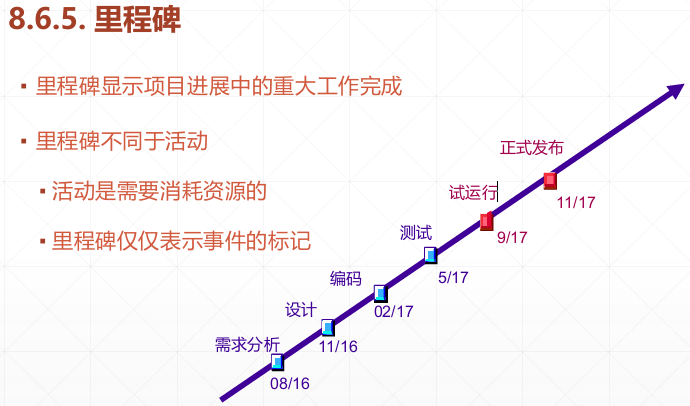 8.6.5. 里程碑
▪ 里程碑显示项目进展中的重大工作完成
▪ 里程碑不同于活动
▪ 活动是需要消耗资源的
▪ 里程碑仅仅表示事件的标记
正式发布
11/17
试运行
9/17
测试
5/17
编码
02/17
设计
11/16
需求分析
08/16